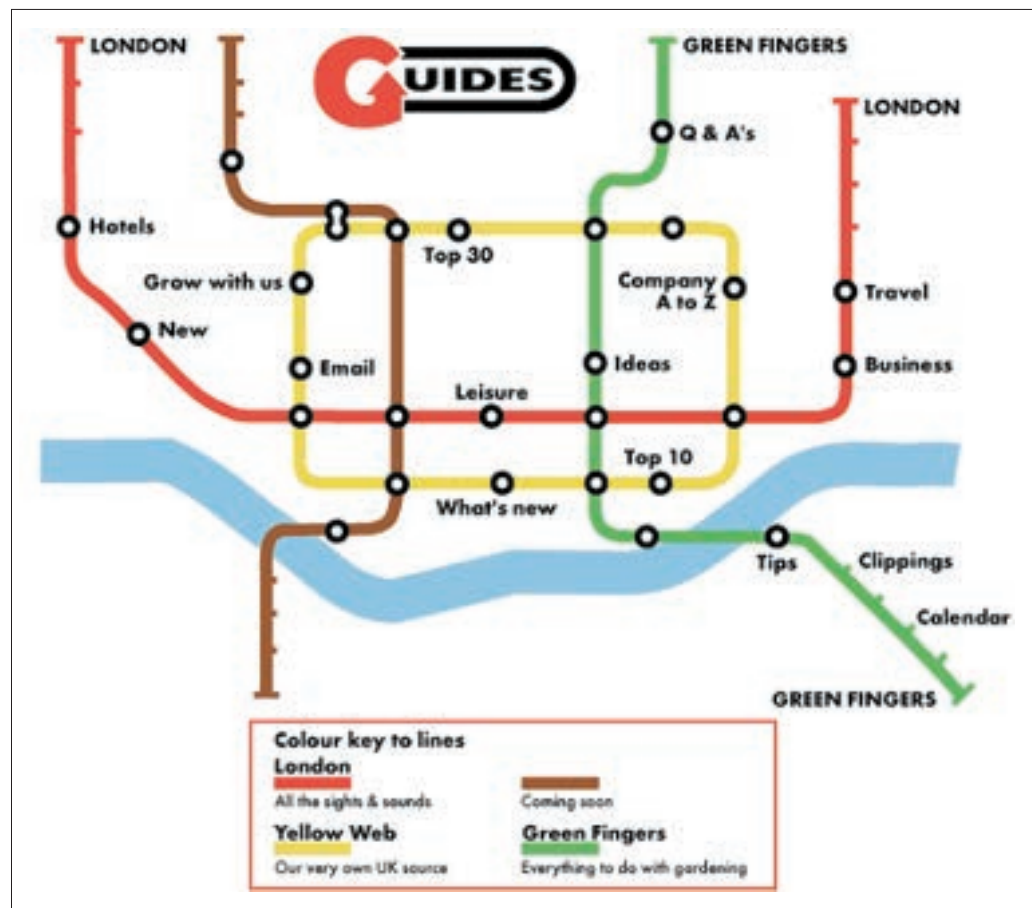 LONDON
GUIDES
GREEN FINGERS
LONDON
Q & A's
Hotels
Top 30
Grow with us
Company
A to Z
Travel
New
Email
Ideas
Business
Leisure
Top 10
What's new
Tips
Clippings
Calendar
GREEN FINGERS
Colour key to lines
London
All the sights & sounds
Coming soon
Yellow Web
Green Fingers
Our very own UK source
Everything to do with gardening